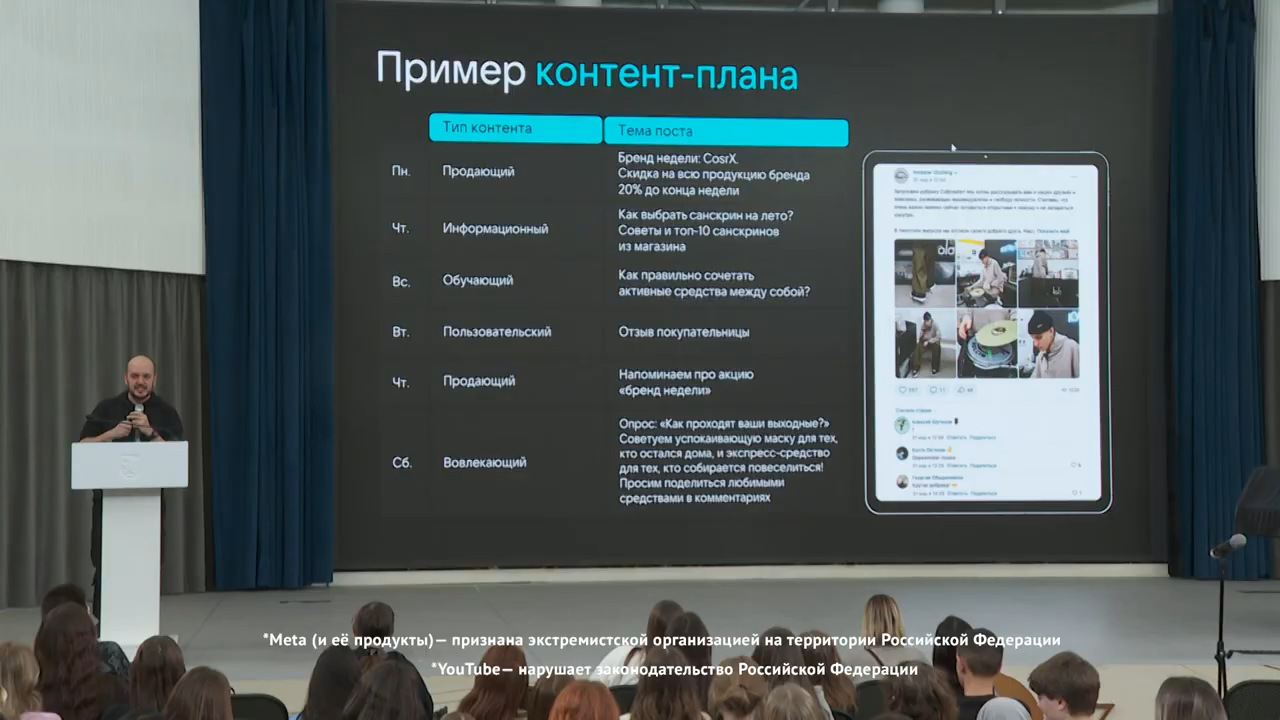 Пример контент-плана
Тип контента
Тема поста
Пн.
Продающий
Бренд недели: CosrX.
Скидка на всю продукцию бренда
20% до конца недели
Чт.
Информационный
Как выбрать санскрин на лето?
Советы и топ-10 санскринов
из магазина
Вс.
Обучающий
Как правильно сочетать
активные средства между собой?
Вт.
Пользовательский
Отзыв покупательницы
Чт.
Продающий
Напоминаем про акцию
«бренд недели»
Сб.
Вовлекающий
Опрос: «Как проходят ваши выходные?»
Советуем успокаивающую маску для тех,
кто остался дома, и экспресс-средство
для тех, кто собирается повеселиться!
Просим поделиться любимыми
средствами в комментариях
*Meta (и её продукты)— признана экстремистской организацией на территории Российской Федерации
*YouTube— нарушает законодательство Российской Федерации